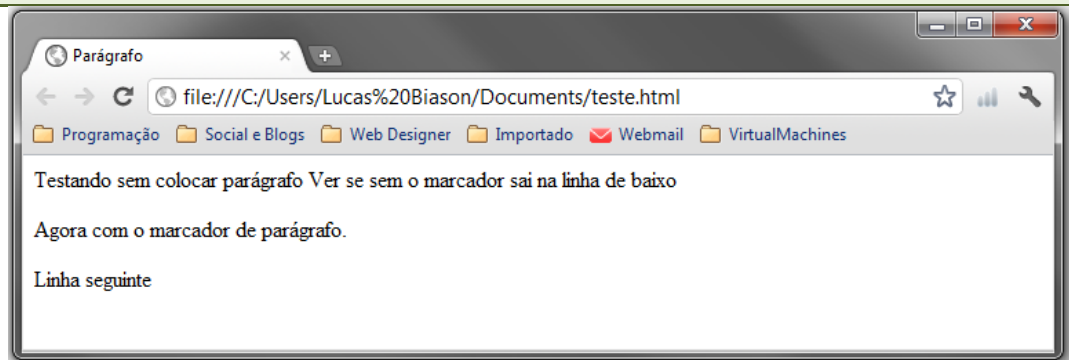 Parágrafo
file:///C:/Users/Lucas%20Biason/Documents/teste.html
Programação Social e Blogs Web Designer Importado Webmail VirtualMachines
Testando sem colocar parágrafo Ver se sem o marcador sai na linha de baixo
Agora com o marcador de parágrafo.
Linha seguinte